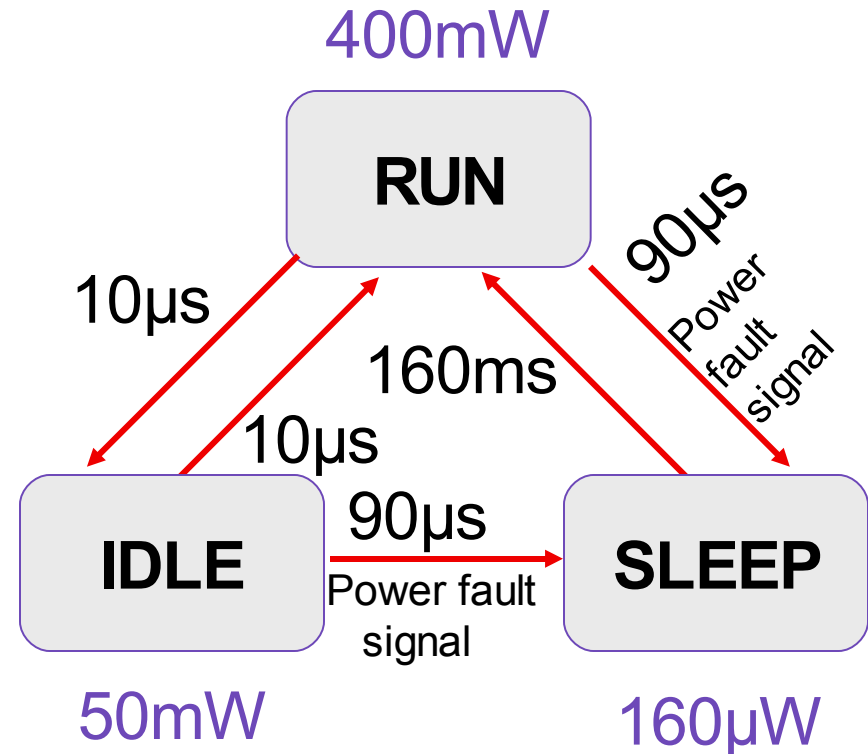 400mW
RUN
90µs
Power
fault
signal
10µs
160ms
10µs
90µs
IDLE
SLEEP
Power fault
signal
50mW
160µW